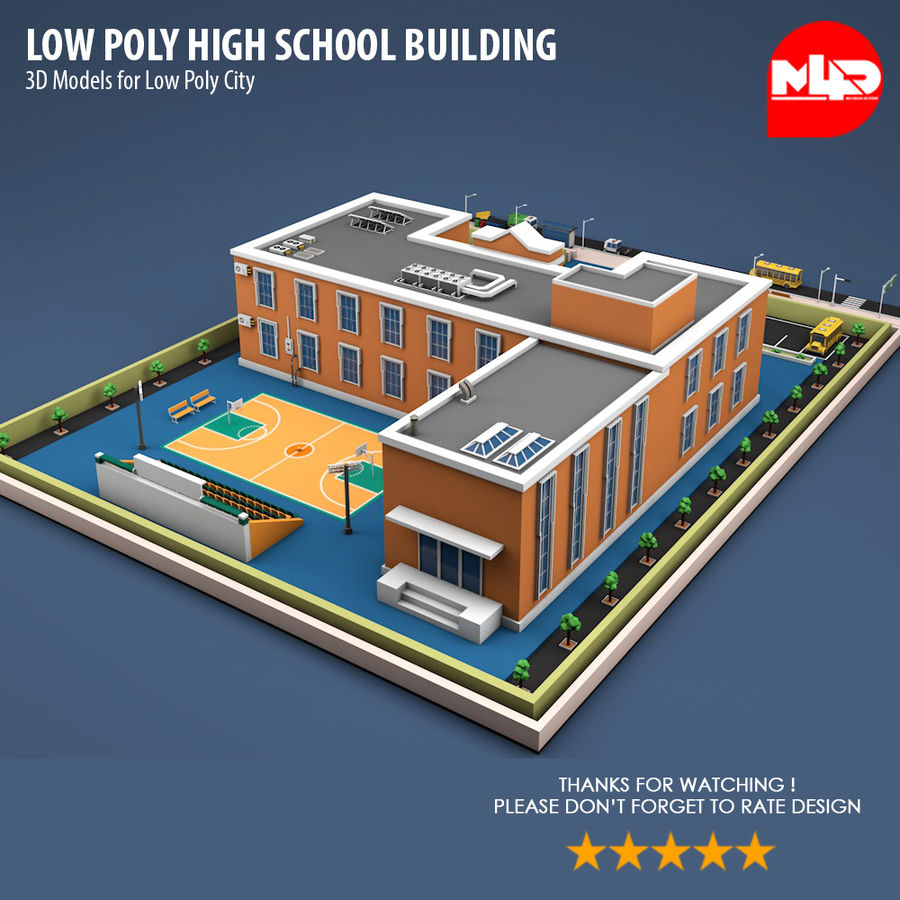 LOW POLY HIGH SCHOOL BUILDING
3D Models for Low Poly City
M4D
THANKS FOR WATCHING !
PLEASE DON'T FORGET TO RATE DESIGN